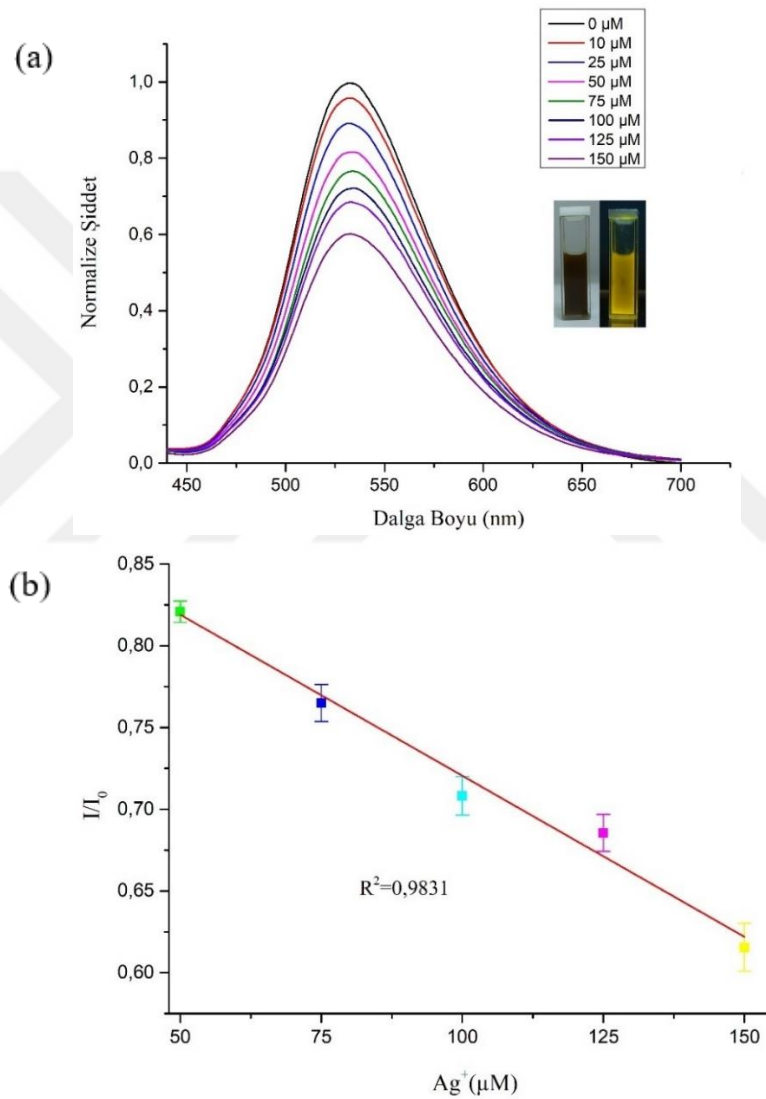 (a)
0 µM
10 µM
25 µM
50 µM
75 µM
100 µM
125 µM
150 µM
1,0
0,8
0,6
0,4
0,2
0,0
Normalize Şiddet
450 500 550 600 650 700
Dalga Boyu (nm)
(b)
0,85
0,80
0,75
0,70
0,65
0,60
I/I₀
R²=0,9831
50 75 100 125 150
Ag⁺(µM)